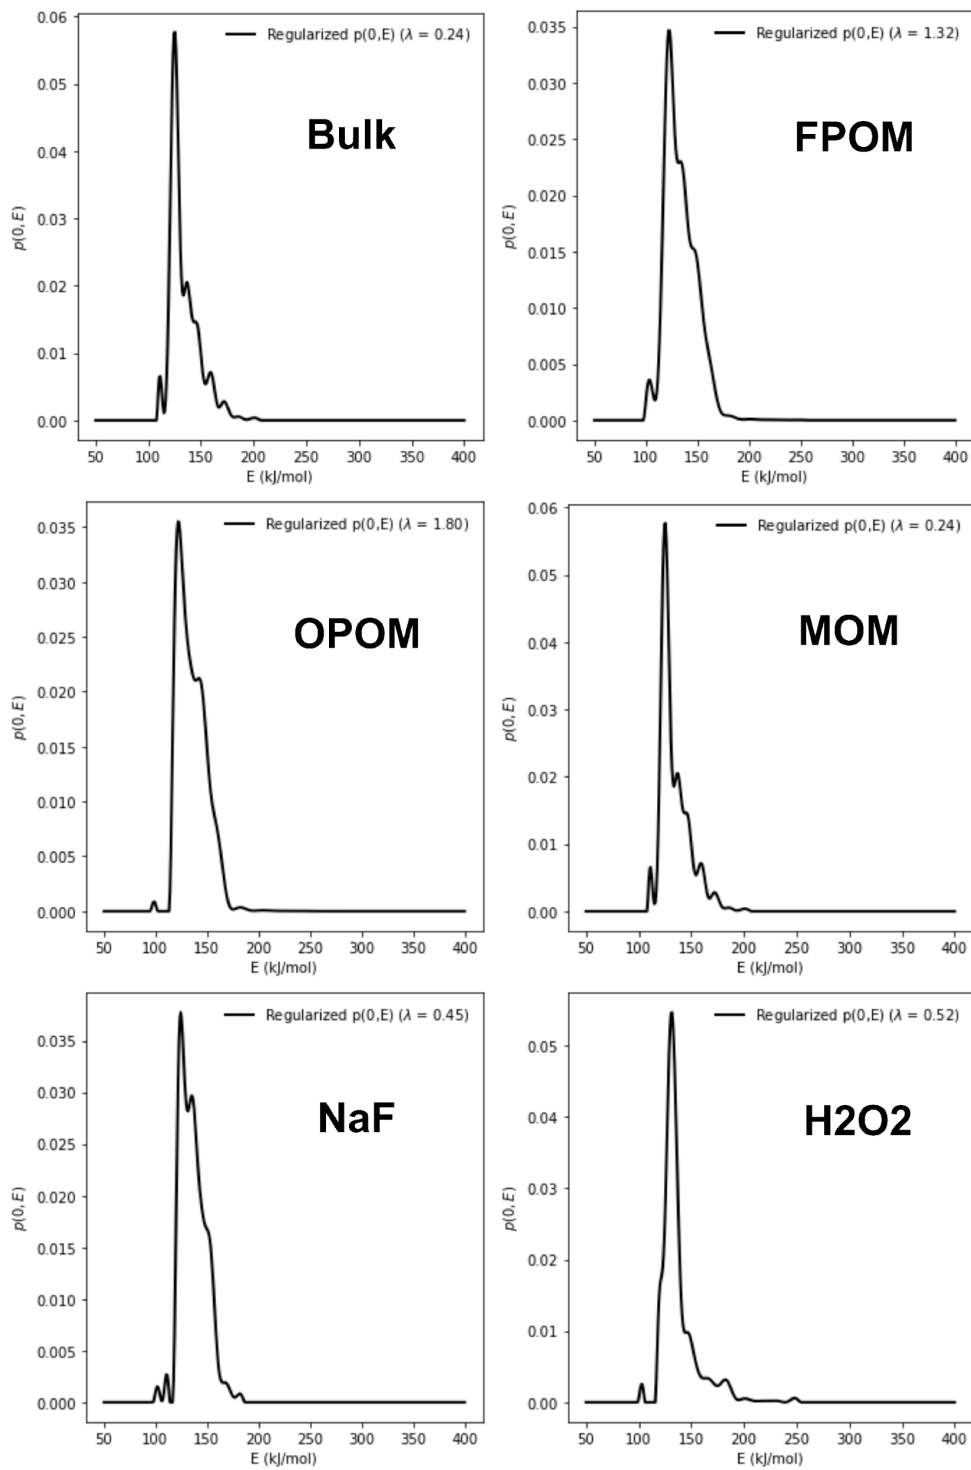 Regularized p(0,E) (λ = 0.24)
Bulk
0.06
0.05
0.04
0.03
0.02
0.01
0.00
p(0, E)
50 100 150 200 250 300 350 400
E (kJ/mol)
Regularized p(0,E) (λ = 1.32)
FPOM
0.035
0.030
0.025
0.020
0.015
0.010
0.005
0.000
p(0, E)
50 100 150 200 250 300 350 400
E (kJ/mol)
Regularized p(0,E) (λ = 1.80)
OPOM
0.035
0.030
0.025
0.020
0.015
0.010
0.005
0.000
p(0, E)
50 100 150 200 250 300 350 400
E (kJ/mol)
Regularized p(0,E) (λ = 0.24)
MOM
0.06
0.05
0.04
0.03
0.02
0.01
0.00
p(0, E)
50 100 150 200 250 300 350 400
E (kJ/mol)
Regularized p(0,E) (λ = 0.45)
NaF
0.035
0.030
0.025
0.020
0.015
0.010
0.005
0.000
p(0, E)
50 100 150 200 250 300 350 400
E (kJ/mol)
Regularized p(0,E) (λ = 0.52)
H2O2
0.05
0.04
0.03
0.02
0.01
0.00
p(0, E)
50 100 150 200 250 300 350 400
E (kJ/mol)